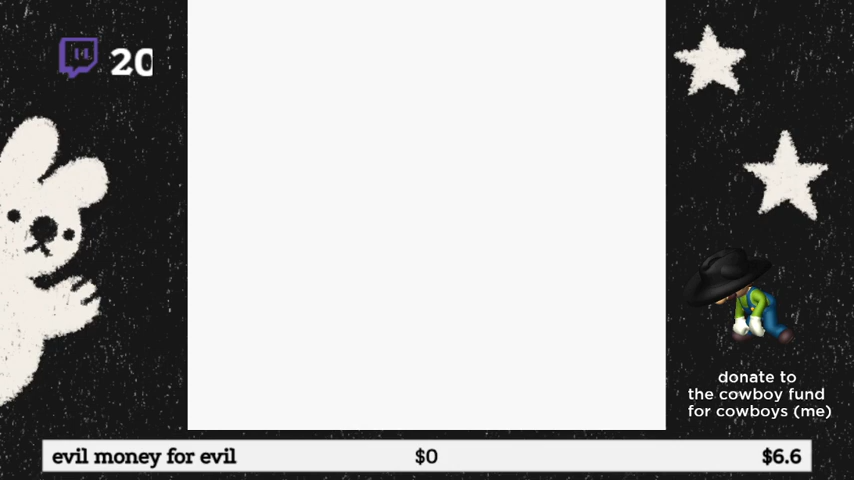 20
donate to
the cowboy fund
for cowboys (me)
evil money for evil $0 $6.6